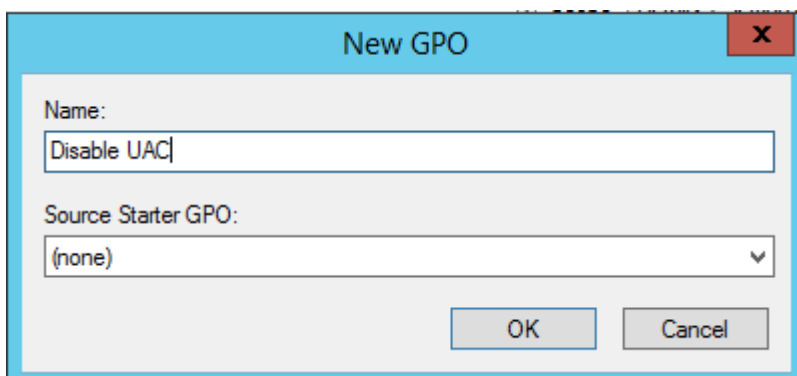 New GPO
x
Name:
Disable UAC
Source Starter GPO:
(none)
OK Cancel